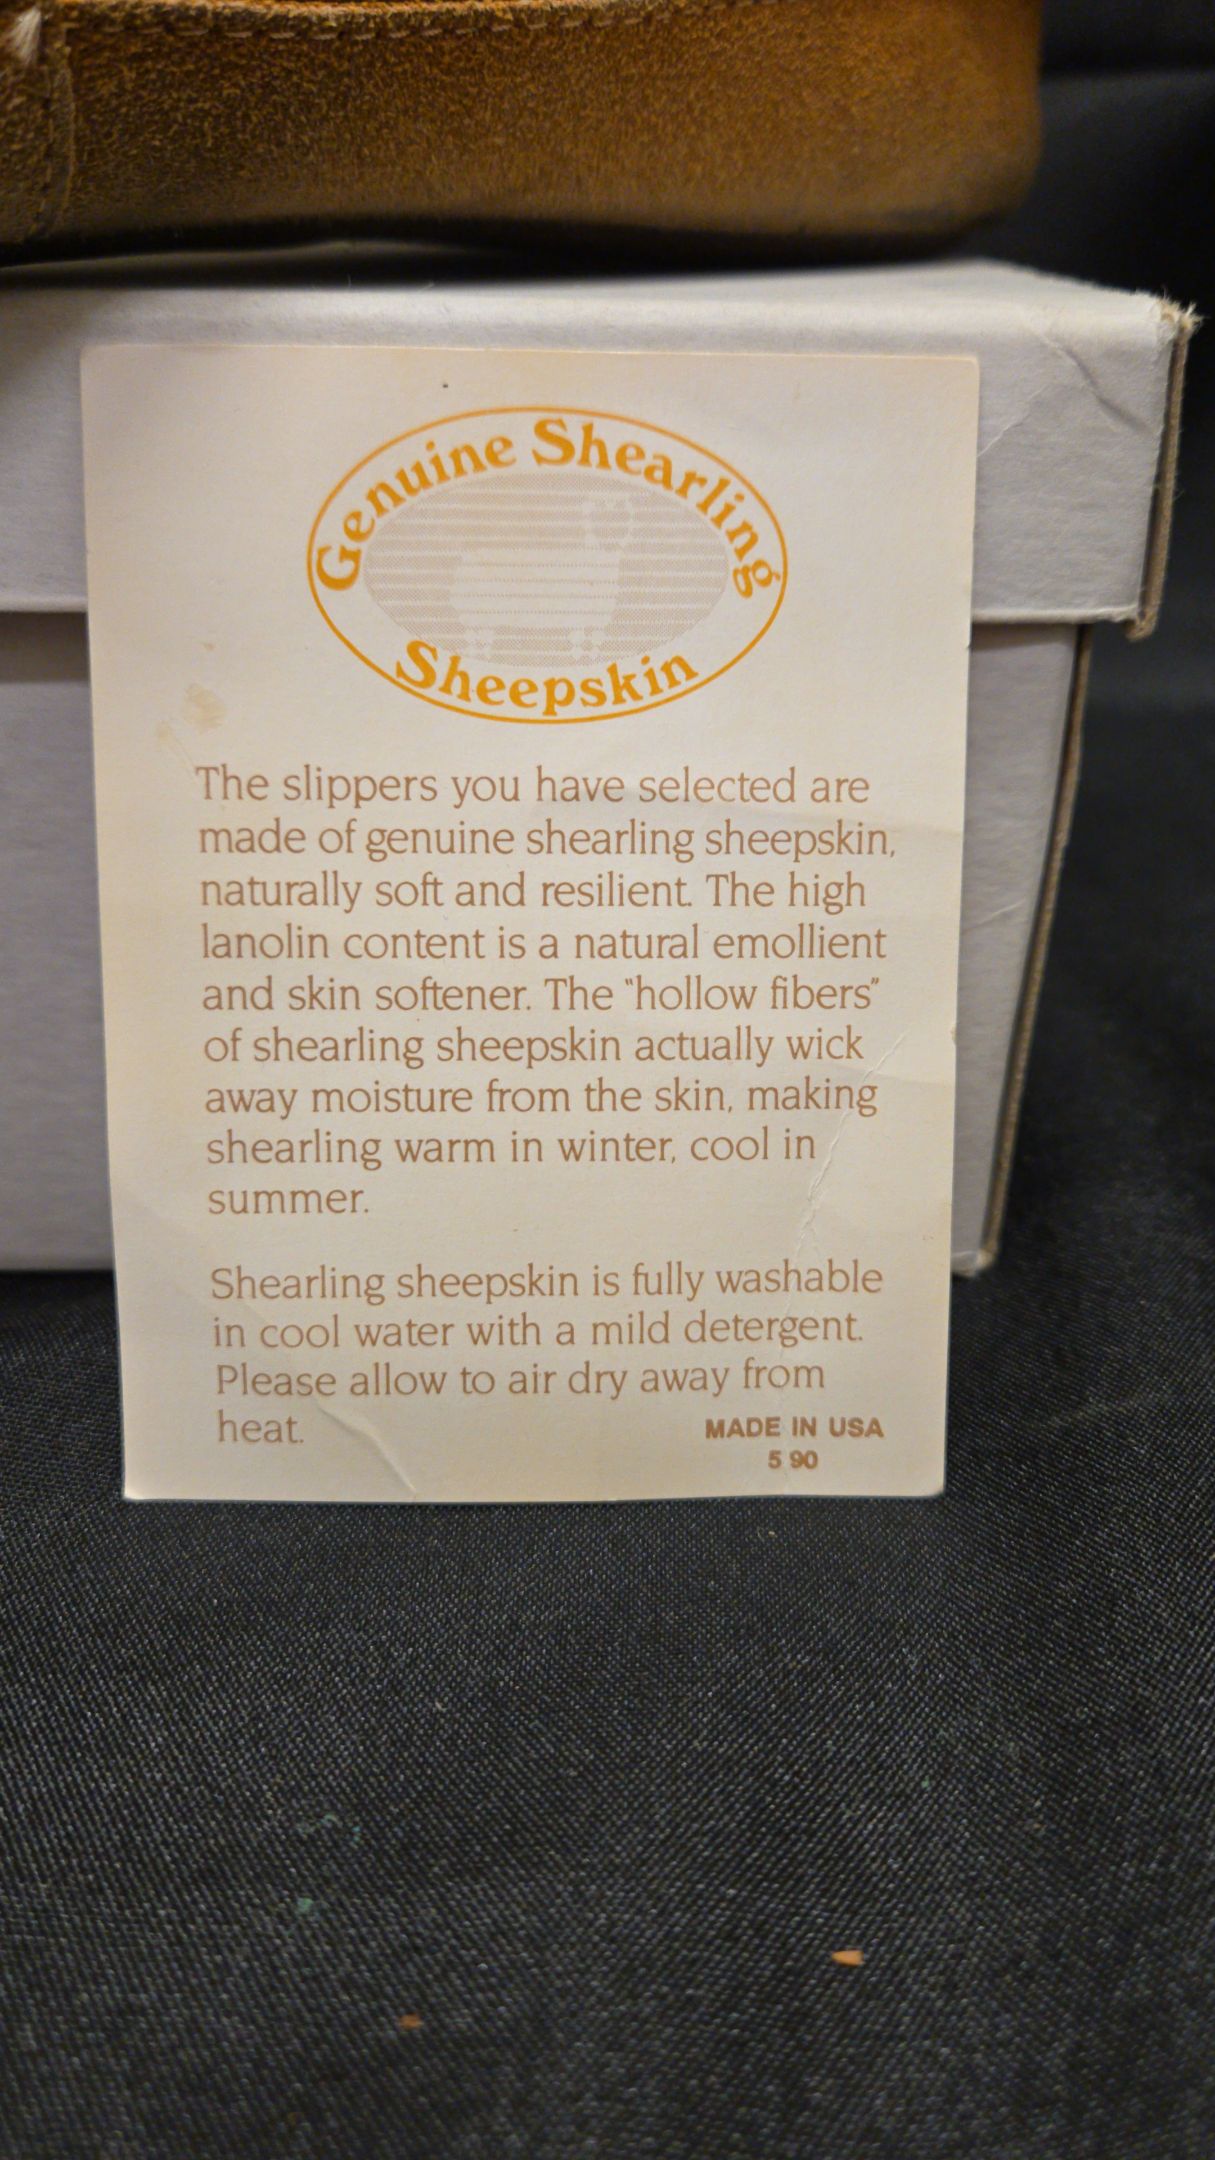 Genuine Shearling
Sheepskin
The slippers you have selected are
made of genuine shearling sheepskin,
naturally soft and resilient. The high
lanolin content is a natural emollient
and skin softener. The "hollow fibers"
of shearling sheepskin actually wick
away moisture from the skin, making
shearling warm in winter, cool in
summer.
Shearling sheepskin is fully washable
in cool water with a mild detergent.
Please allow to air dry away from
heat.
MADE IN USA
5 90